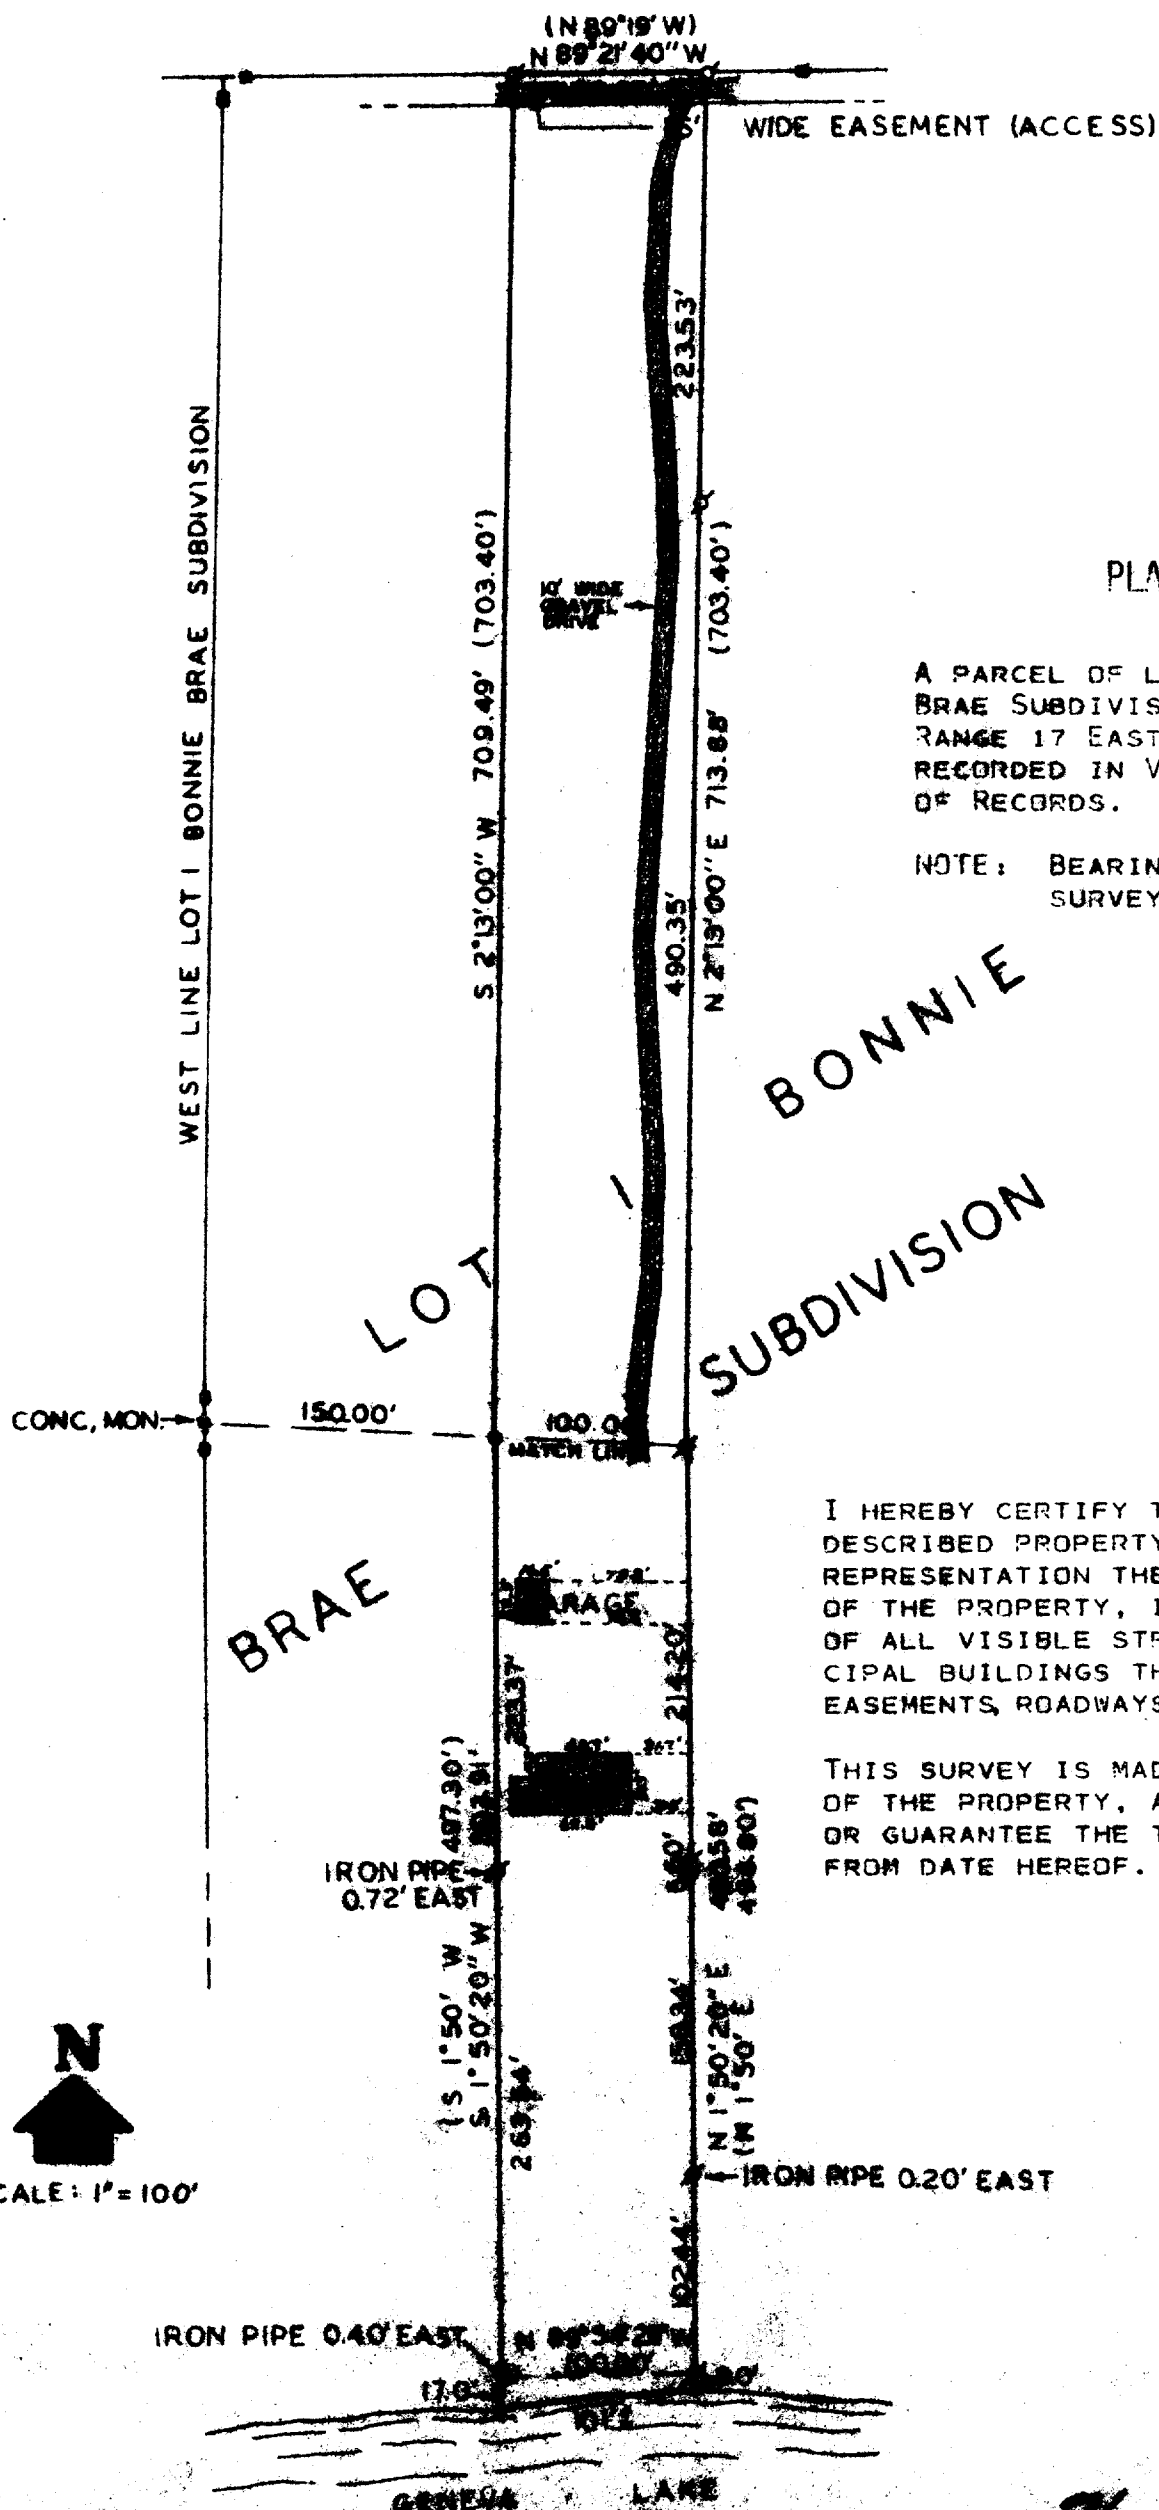 (N 89°19' W)
N 89°21'40" W
WIDE EASEMENT (ACCESS)
223.53'
WEST LINE LOT 1 BONNIE BRAE SUBDIVISION
S 2°13'00" W 709.49' (703.40')
10' WIDE
GRAVEL
DRIVE
(703.40')
N 2°13'00" E 713.88'
490.35'
PLA
A PARCEL OF L
BRAE SUBDIVIS
RANGE 17 EAST
RECORDED IN V
OF RECORDS.
NOTE: BEARIN
SURVEY
LOT 1 BONNIE
BRAE SUBDIVISION
CONC, MON.
150.00'
100.0
MATCH LIN
ARAGE
214.20'
I HEREBY CERTIFY T
DESCRIBED PROPERTY
REPRESENTATION THE
OF THE PROPERTY, I
OF ALL VISIBLE STR
CIPAL BUILDINGS TH
EASEMENTS, ROADWAYS
THIS SURVEY IS MAD
OF THE PROPERTY, A
OR GUARANTEE THE T
FROM DATE HEREOF.
497.30')
IRON PIPE
0.72' EAST
(S 1°50' W
S 1°50'20" W
N 1°50'20" E
(N 1°50' E
N
CALE: 1"=100'
IRON PIPE 0.20' EAST
102.44'
IRON PIPE 0.40' EAST
17.0'
GENEVA LAKE